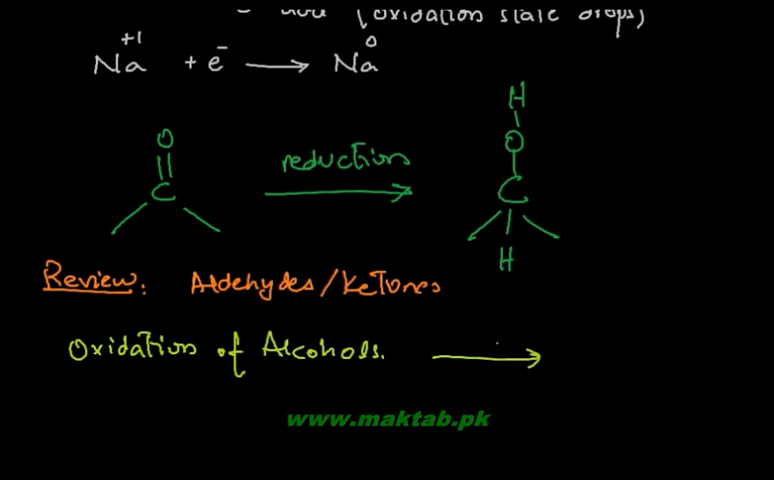 (oxidation state drops)
+1 0
Na + e⁻ ⟶ Na
H
O O
reduction
C C
H
Review: Aldehydes/Ketones
Oxidation of Alcohols.
www.maktab.pk